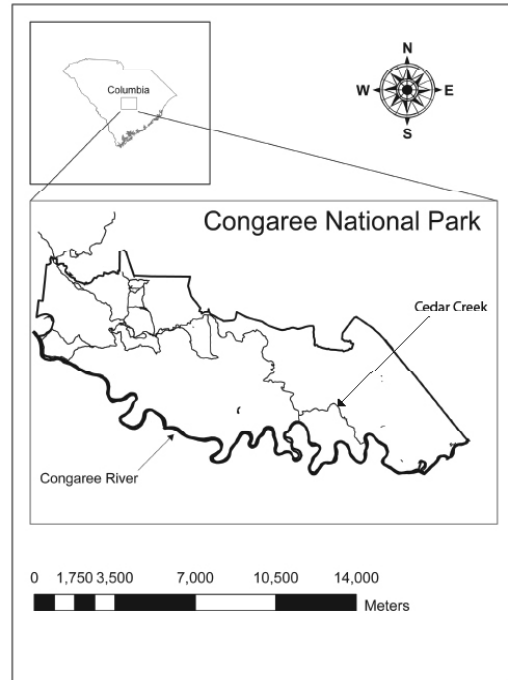 Columbia
N
W E
S
Congaree National Park
Cedar Creek
Congaree River
0 1,750 3,500 7,000 10,500 14,000
Meters